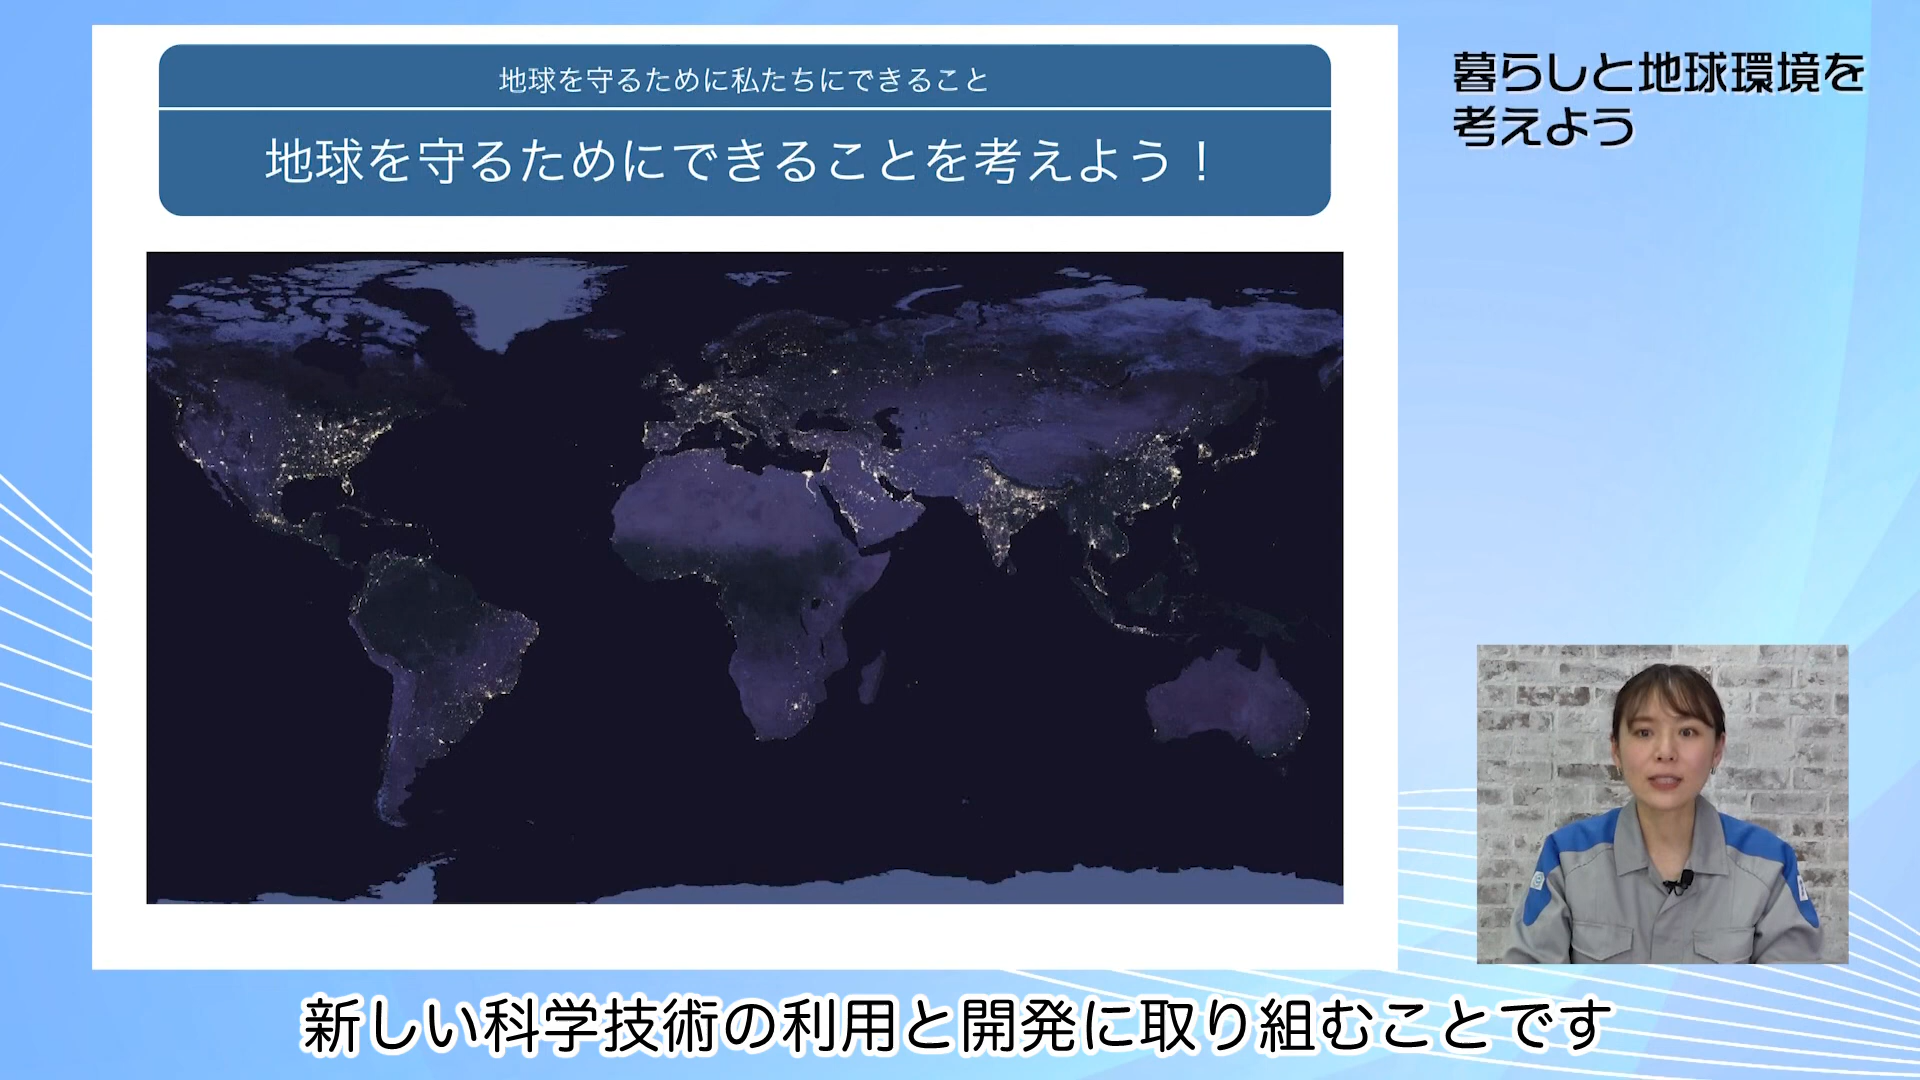 地球を守るために私たちにできること
地球を守るためにできることを考えよう！
暮らしと地球環境を
考えよう
新しい科学技術の利用と開発に取り組むことです